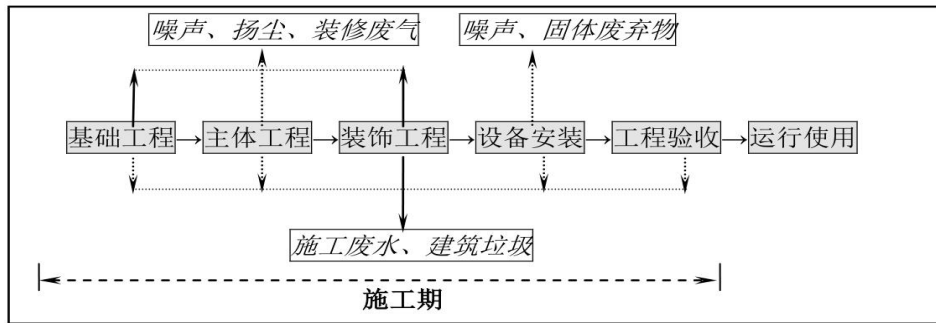 噪声、扬尘、装修废气
噪声、固体废弃物
基础工程
主体工程
装饰工程
设备安装
工程验收
运行使用
施工废水、建筑垃圾
施工期